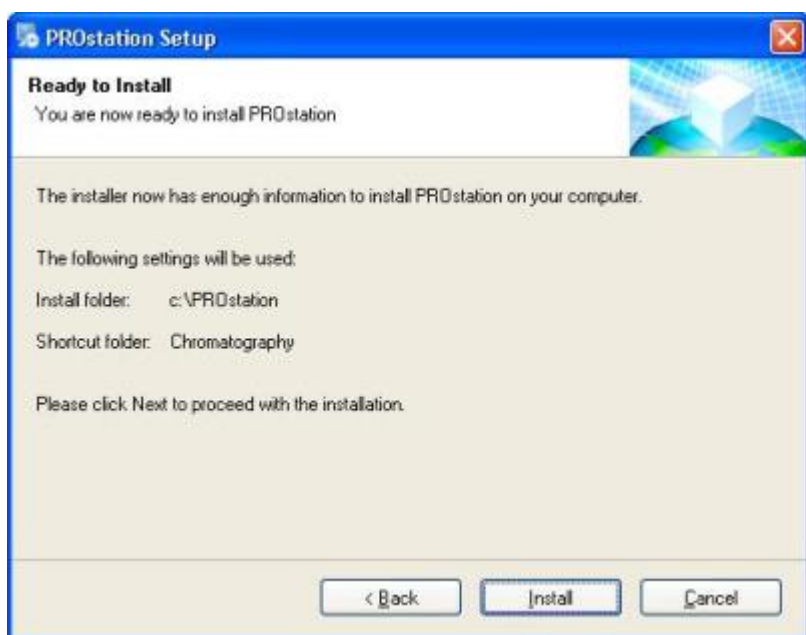 PROstation Setup
Ready to Install
You are now ready to install PROstation
The installer now has enough information to install PROstation on your computer.
The following settings will be used:
Install folder: c:\PROstation
Shortcut folder: Chromatography
Please click Next to proceed with the installation.
< Back Install Cancel